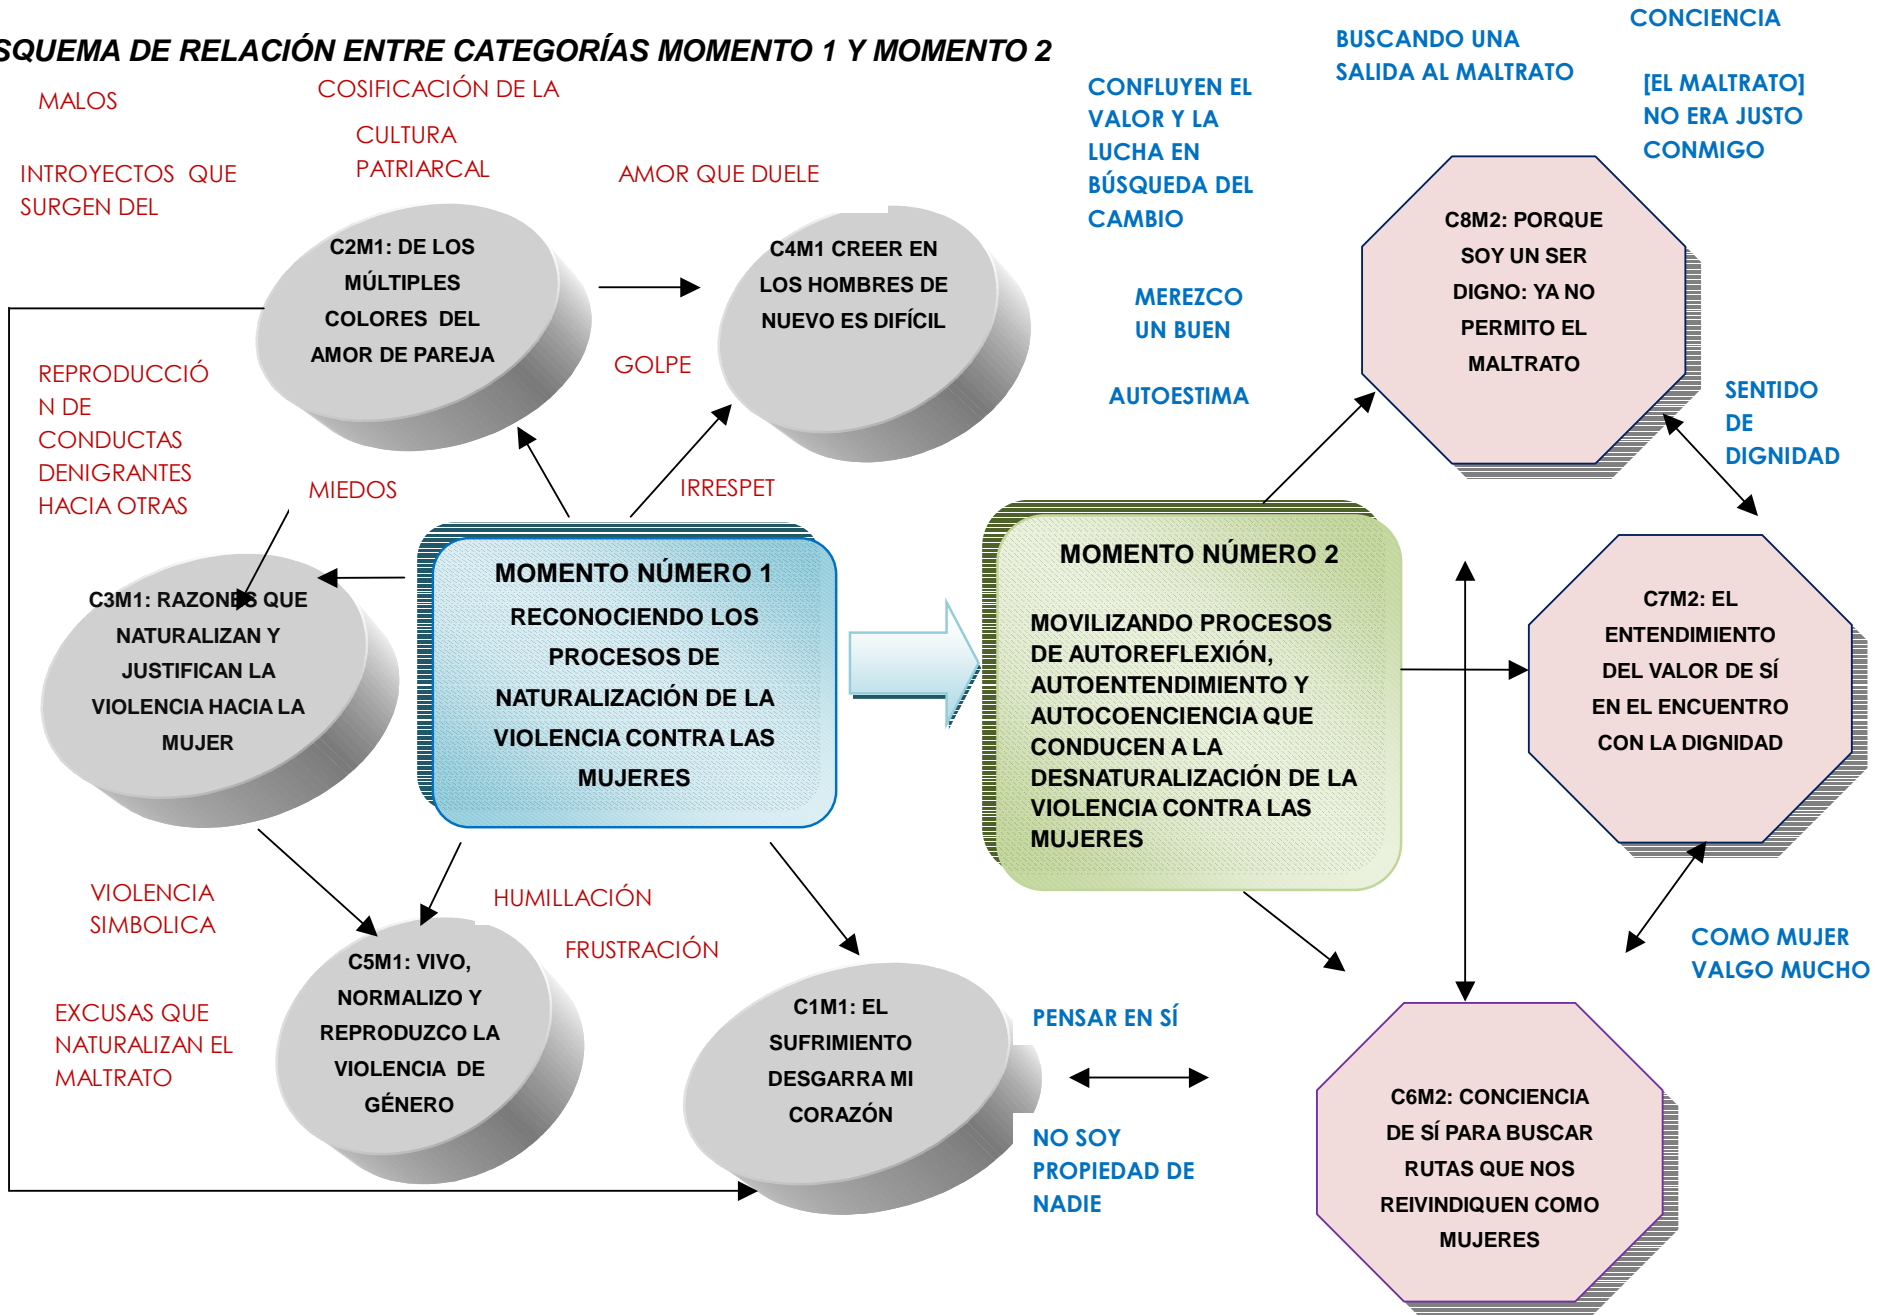 SQUEMA DE RELACIÓN ENTRE CATEGORÍAS MOMENTO 1 Y MOMENTO 2
MALOS
COSIFICACIÓN DE LA
CULTURA
PATRIARCAL
INTROYECTOS QUE
SURGEN DEL
AMOR QUE DUELE
C2M1: DE LOS
MÚLTIPLES
COLORES DEL
AMOR DE PAREJA
C4M1 CREER EN
LOS HOMBRES DE
NUEVO ES DIFÍCIL
GOLPE
REPRODUCCIÓ
N DE
CONDUCTAS
DENIGRANTES
HACIA OTRAS
MIEDOS
IRRESPET
C3M1: RAZONES QUE
NATURALIZAN Y
JUSTIFICAN LA
VIOLENCIA HACIA LA
MUJER
MOMENTO NÚMERO 1
RECONOCIENDO LOS
PROCESOS DE
NATURALIZACIÓN DE LA
VIOLENCIA CONTRA LAS
MUJERES
VIOLENCIA
SIMBOLICA
HUMILLACIÓN
FRUSTRACIÓN
EXCUSAS QUE
NATURALIZAN EL
MALTRATO
C5M1: VIVO,
NORMALIZO Y
REPRODUZCO LA
VIOLENCIA DE
GÉNERO
C1M1: EL
SUFRIMIENTO
DESGARRA MI
CORAZÓN
CONCIENCIA
BUSCANDO UNA
SALIDA AL MALTRATO
CONFLUYEN EL
VALOR Y LA
LUCHA EN
BÚSQUEDA DEL
CAMBIO
[EL MALTRATO]
NO ERA JUSTO
CONMIGO
C8M2: PORQUE
SOY UN SER
DIGNO: YA NO
PERMITO EL
MALTRATO
MEREZCO
UN BUEN
AUTOESTIMA
SENTIDO
DE
DIGNIDAD
MOMENTO NÚMERO 2
MOVILIZANDO PROCESOS
DE AUTOREFLEXIÓN,
AUTOENTENDIMIENTO Y
AUTOCOENCIENCIA QUE
CONDUCEN A LA
DESNATURALIZACIÓN DE LA
VIOLENCIA CONTRA LAS
MUJERES
C7M2: EL
ENTENDIMIENTO
DEL VALOR DE SÍ
EN EL ENCUENTRO
CON LA DIGNIDAD
COMO MUJER
VALGO MUCHO
PENSAR EN SÍ
NO SOY
PROPIEDAD DE
NADIE
C6M2: CONCIENCIA
DE SÍ PARA BUSCAR
RUTAS QUE NOS
REIVINDIQUEN COMO
MUJERES